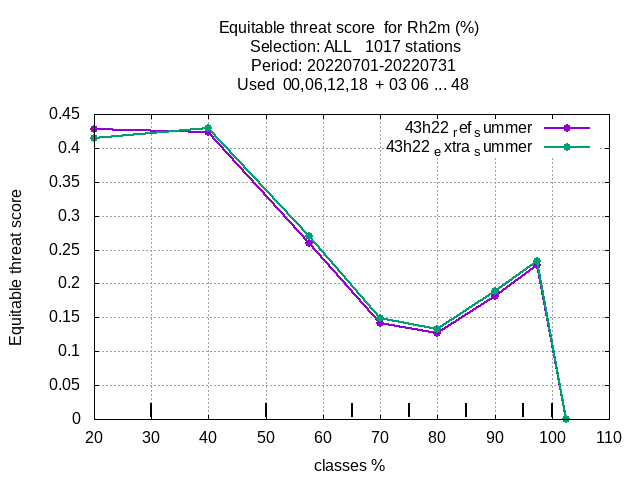 Equitable threat score  for Rh2m (%)
Selection: ALL   1017 stations
Period: 20220701-20220731
Used  00,06,12,18  + 03 06 ... 48
43h22 ref summer
43h22 extra summer
Equitable threat score
0.45
0.4
0.35
0.3
0.25
0.2
0.15
0.1
0.05
0
20 30 40 50 60 70 80 90 100 110
classes %